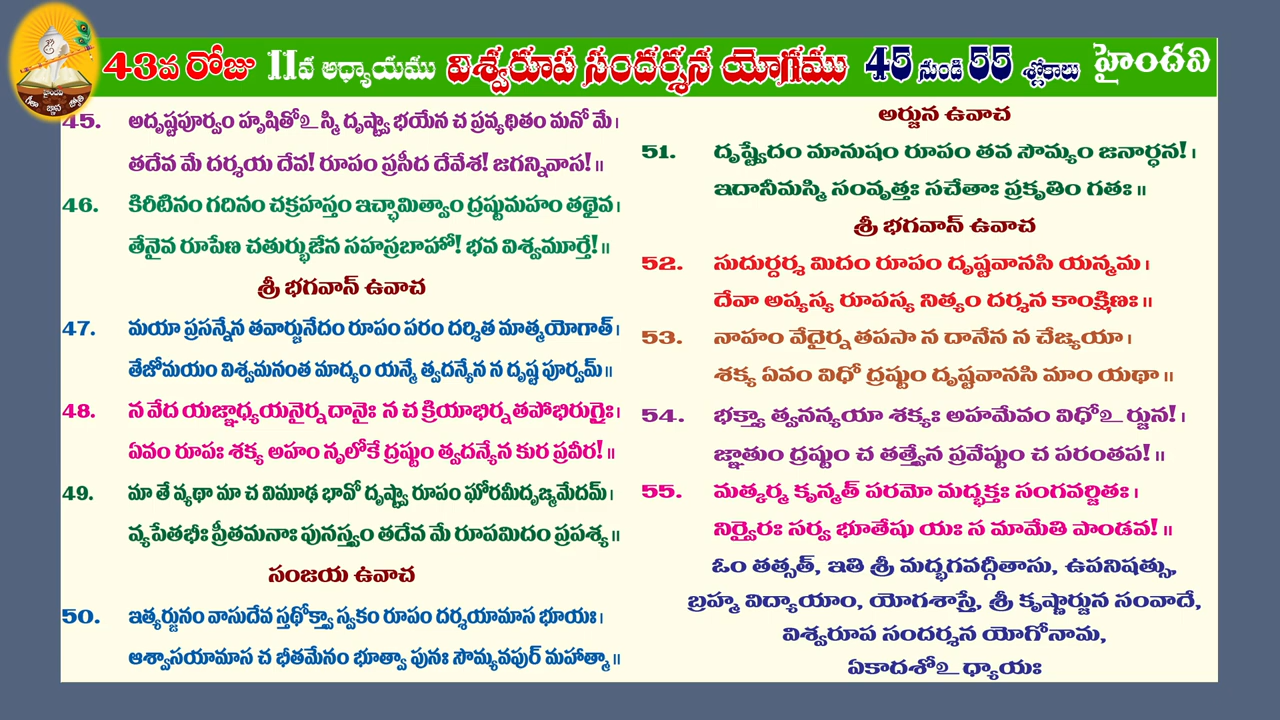 43వ రోజు 11వ అధ్యాయము విశ్వరూప సందర్శన యోగము 45 నుండి 55 శ్లోకాలు హైందవి
హైందవి
గీతా జ్ఞాన జ్యోతి
45. అదృష్టపూర్వం హృషితోఽస్మి దృష్ట్వా భయేన చ ప్రవ్యథితం మనో మే।
తదేవ మే దర్శయ దేవ! రూపం ప్రసీద దేవేశ! జగన్నివాస!॥
46. కిరీటినం గదినం చక్రహస్తం ఇచ్ఛామిత్వాం ద్రష్టుమహం తథైవ।
తేనైవ రూపేణ చతుర్భుజేన సహస్రబాహో! భవ విశ్వమూర్తే!॥
శ్రీ భగవాన్ ఉవాచ
47. మయా ప్రసన్నేన తవార్జునేదం రూపం పరం దర్శిత మాత్మయోగాత్।
తేజోమయం విశ్వమనంత మాద్యం యన్మే త్వదన్యేన న దృష్ట పూర్వమ్॥
48. న వేద యజ్ఞాధ్యయనైర్నదానైః న చ క్రియాభిర్నతపోభిరుగ్రైః।
ఏవం రూపః శక్య అహం నృలోకే ద్రష్టుం త్వదన్యేన కుర ప్రవీర!॥
49. మా తే వ్యథా మా చ విమూఢ భావో దృష్ట్వా రూపం ఘోరమీదృఙ్మమేదమ్।
వ్యపేతభీః ప్రీతమనాః పునస్త్వం తదేవ మే రూపమిదం ప్రపశ్య॥
సంజయ ఉవాచ
50. ఇత్యర్జునం వాసుదేవ స్తథోక్త్వా స్వకం రూపం దర్శయామాస భూయః।
ఆశ్వాసయామాస చ భీతమేనం భూత్వా పునః సౌమ్యవపుర్ మహాత్మా॥
అర్జున ఉవాచ
51. దృష్ట్వేదం మానుషం రూపం తవ సౌమ్యం జనార్ధన!।
ఇదానీమస్మి సంవృత్తః సచేతాః ప్రకృతిం గతః॥
శ్రీ భగవాన్ ఉవాచ
52. సుదుర్దర్శ మిదం రూపం దృష్టవానసి యన్మమ।
దేవా అప్యస్య రూపస్య నిత్యం దర్శన కాంక్షిణః॥
53. నాహం వేదైర్న తపసా న దానేన న చేజ్యయా।
శక్య ఏవం విధో ద్రష్టుం దృష్టవానసి మాం యథా॥
54. భక్త్యా త్వనన్యయా శక్యః అహమేవం విధోఽర్జున!।
జ్ఞాతుం ద్రష్టుం చ తత్త్వేన ప్రవేష్టుం చ పరంతప!॥
55. మత్కర్మ కృన్మత్ పరమో మద్భక్తః సంగవర్జితః।
నిర్వైరః సర్వ భూతేషు యః స మామేతి పాండవ!॥
ఓం తత్సత్, ఇతి శ్రీ మద్భగవద్గీతాసు, ఉపనిషత్సు,
బ్రహ్మ విద్యాయాం, యోగశాస్త్రే, శ్రీ కృష్ణార్జున సంవాదే,
విశ్వరూప సందర్శన యోగోనామ,
ఏకాదశోఽధ్యాయః